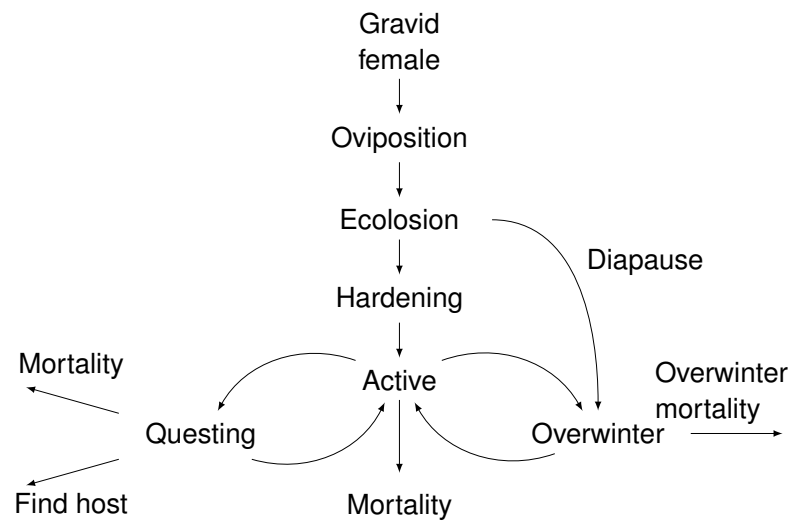 Gravid
female
Oviposition
Ecolosion
Diapause
Hardening
Mortality
Active
Overwinter
mortality
Questing
Overwinter
Find host
Mortality